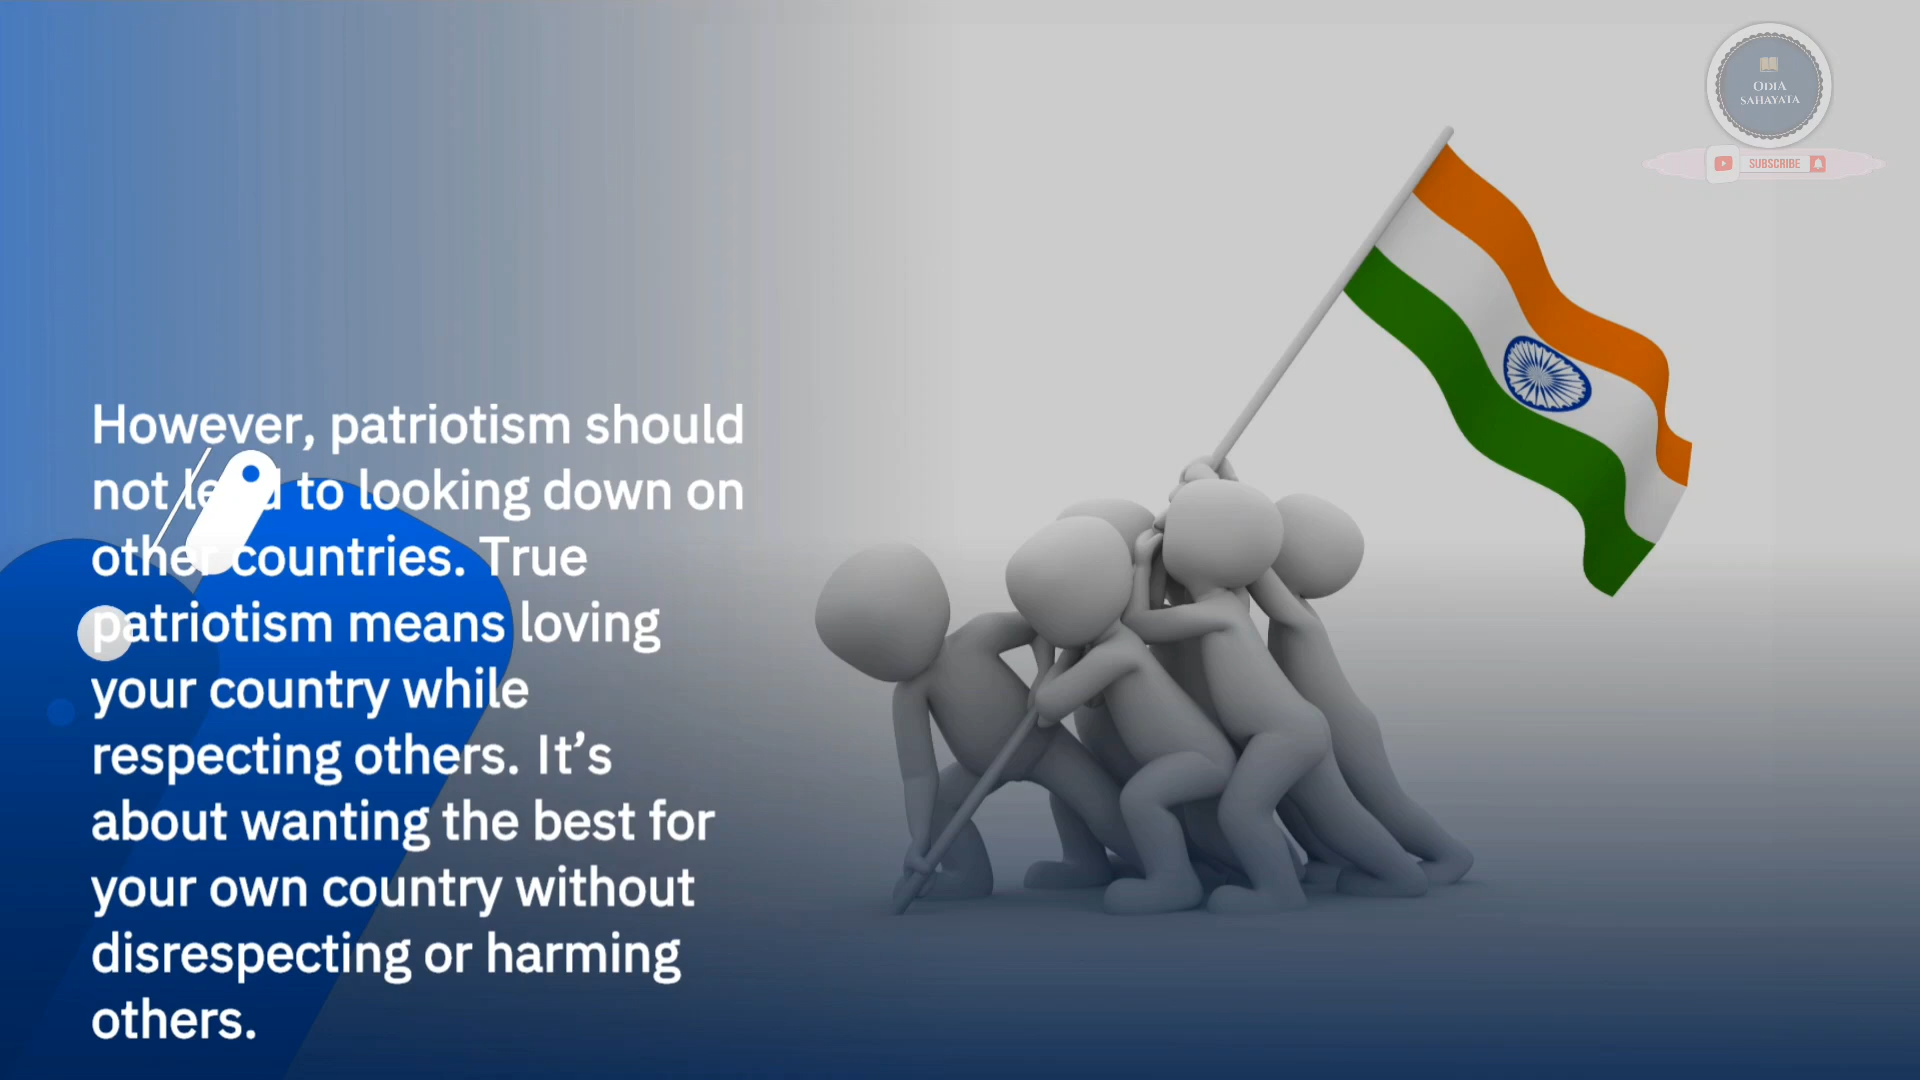 ODIA
SAHAYATA
SUBSCRIBE
However, patriotism should
not lead to looking down on
other countries. True
patriotism means loving
your country while
respecting others. It’s
about wanting the best for
your own country without
disrespecting or harming
others.